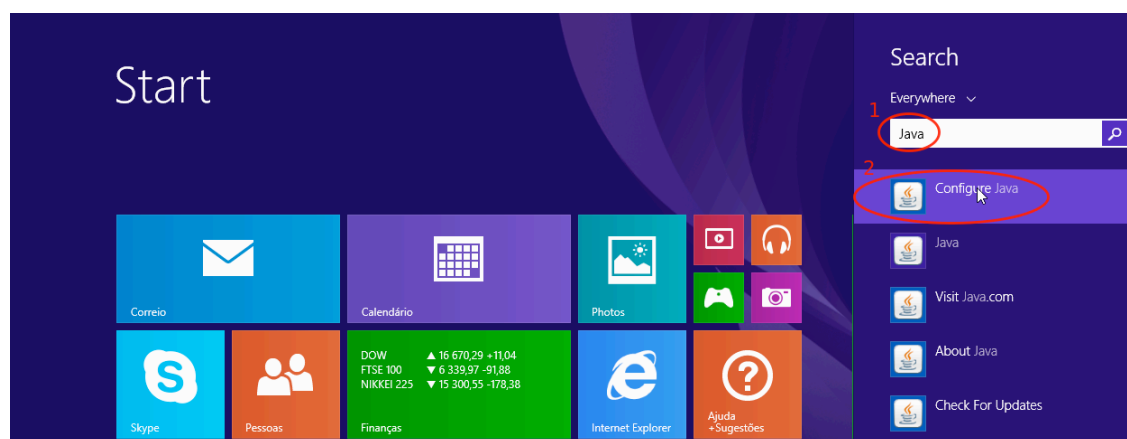 Start
Search
Everywhere
1
Java
2
Configure Java
Java
Visit Java.com
About Java
Check For Updates
Correio
Calendário
Photos
Skype
Pessoas
DOW ▲ 16 670,29 +11,04
FTSE 100 ▼ 6 339,97 -91,88
NIKKEI 225 ▼ 15 300,55 -178,38
Finanças
Internet Explorer
Ajuda
+Sugestões